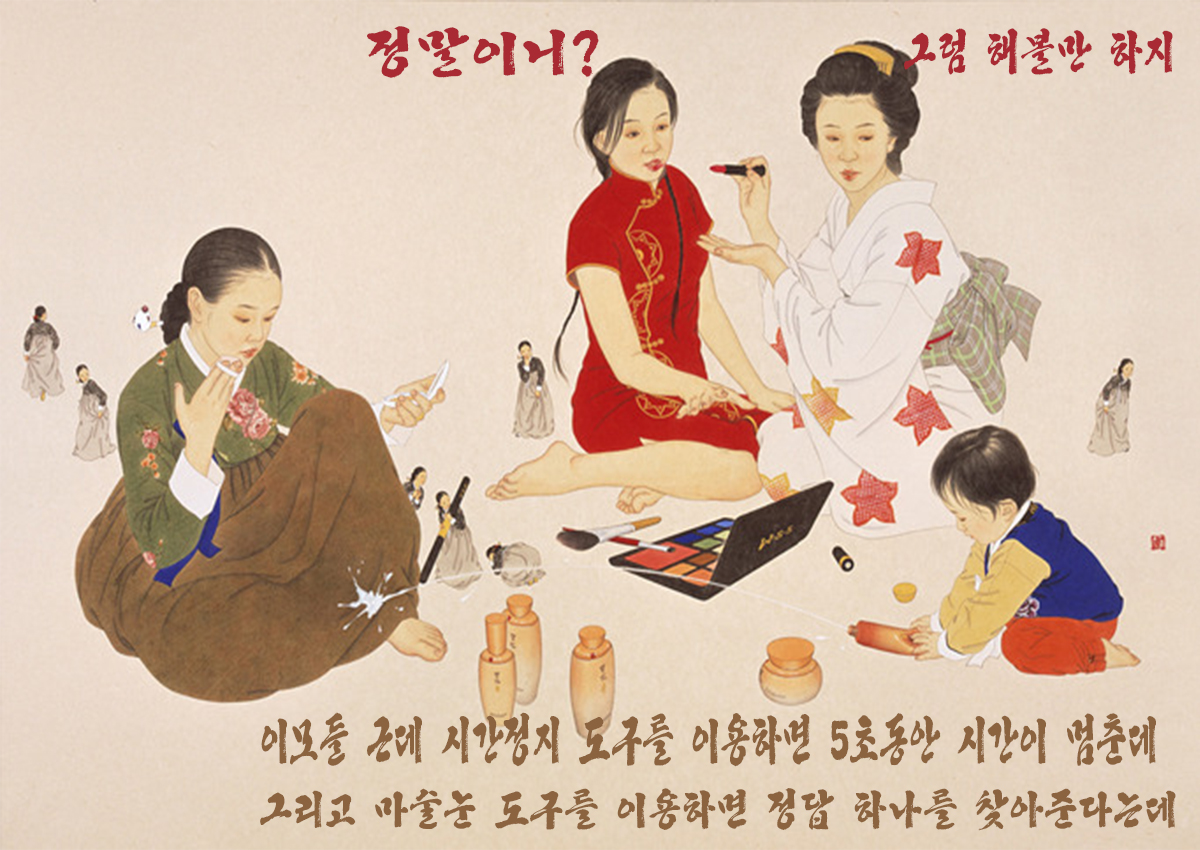 정말이니?
그럼 해볼만 하지
이모들 근데 시간정지 도구를 이용하면 5초동안 시간이 멈춘데
그리고 마술눈 도구를 이용하면 정답 하나를 찾아준다는데